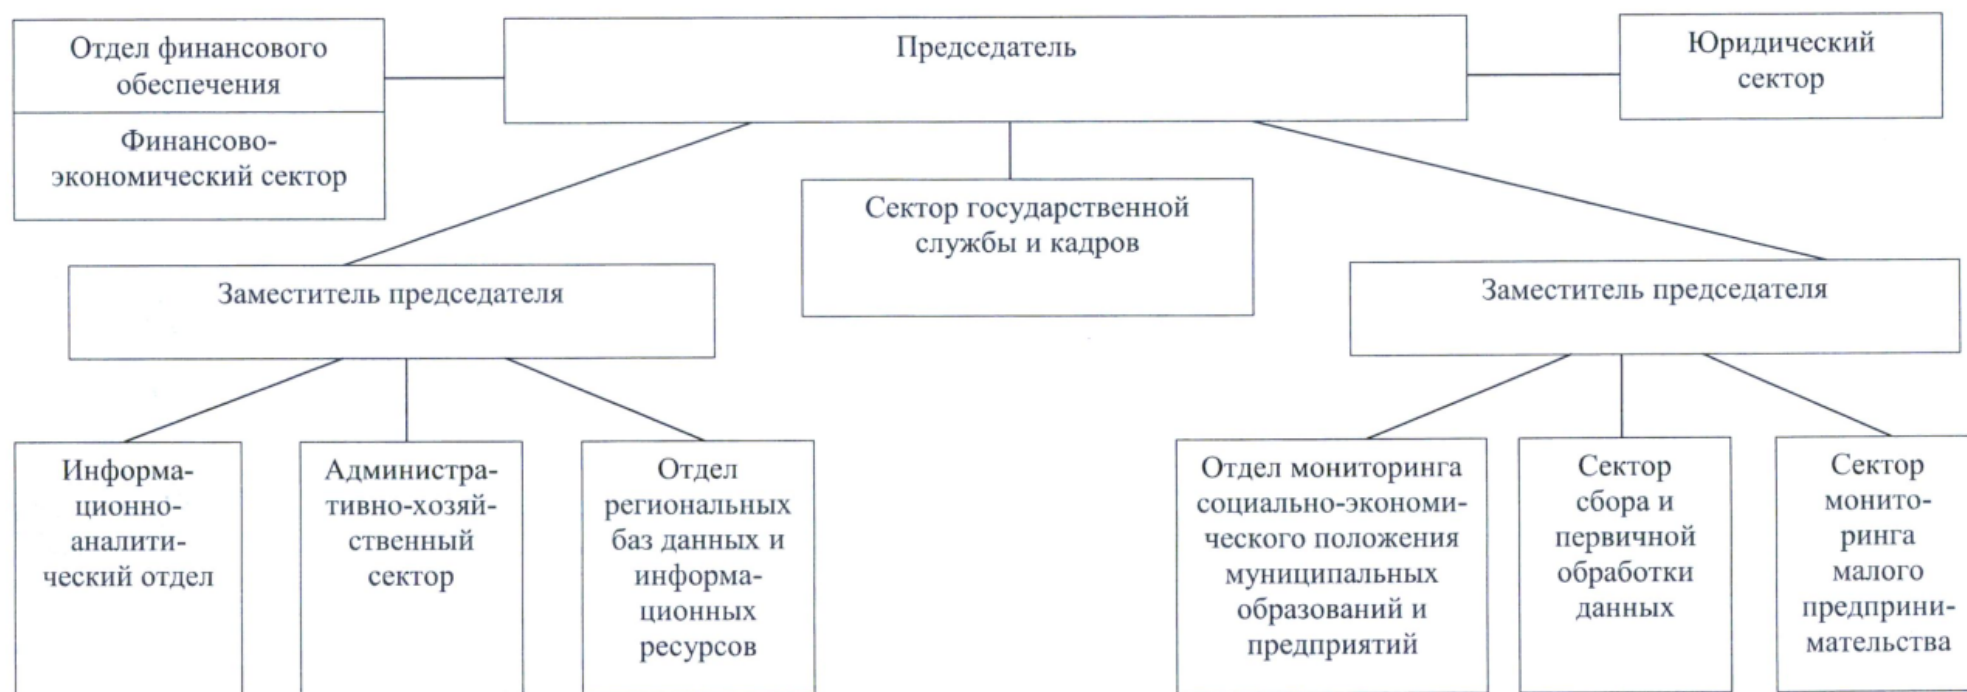 Отдел финансового
обеспечения
Финансово-
экономический сектор
Председатель
Юридический
сектор
Сектор государственной
службы и кадров
Заместитель председателя
Заместитель председателя
Информа-
ционно-
аналити-
ческий отдел
Администра-
тивно-хозяй-
ственный
сектор
Отдел
региональных
баз данных и
информа-
ционных
ресурсов
Отдел мониторинга
социально-экономи-
ческого положения
муниципальных
образований и
предприятий
Сектор
сбора и
первичной
обработки
данных
Сектор
монито-
ринга
малого
предприни-
мательства